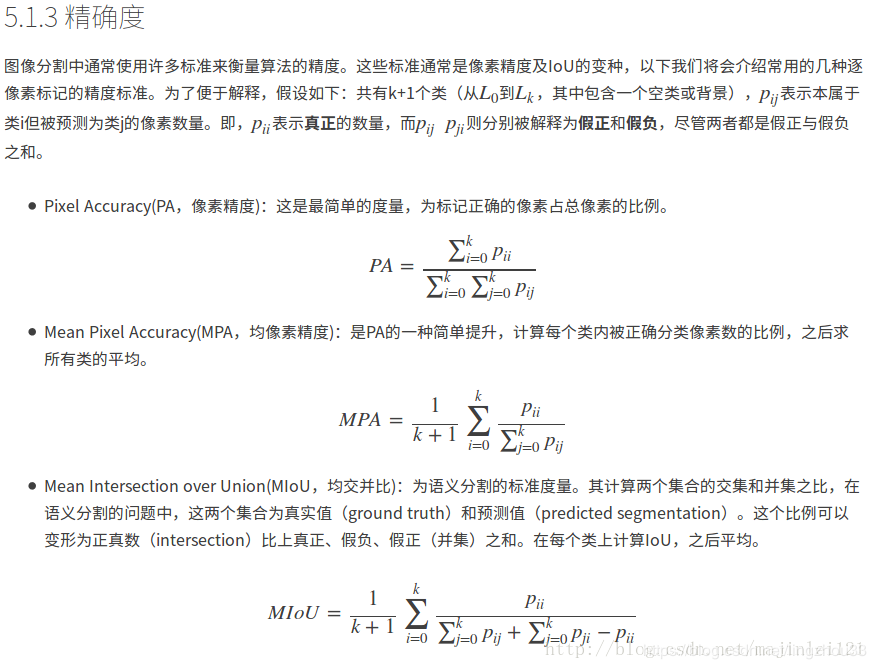 5.1.3 精确度
图像分割中通常使用许多标准来衡量算法的精度。这些标准通常是像素精度及IoU的变种，以下我们将会介绍常用的几种逐
像素标记的精度标准。为了便于解释，假设如下：共有k+1个类（从L_0到L_k，其中包含一个空类或背景），p_{ij}表示本属于
类i但被预测为类j的像素数量。即，p_{ii}表示真正的数量，而p_{ij} p_{ji}则分别被解释为假正和假负，尽管两者都是假正与假负
之和。
● Pixel Accuracy(PA，像素精度)：这是最简单的度量，为标记正确的像素占总像素的比例。
PA = \frac{\sum_{i=0}^{k} p_{ii}}{\sum_{i=0}^{k} \sum_{j=0}^{k} p_{ij}}
● Mean Pixel Accuracy(MPA，均像素精度)：是PA的一种简单提升，计算每个类内被正确分类像素数的比例，之后求
所有类的平均。
MPA = \frac{1}{k+1} \sum_{i=0}^{k} \frac{p_{ii}}{\sum_{j=0}^{k} p_{ij}}
● Mean Intersection over Union(MIoU，均交并比)：为语义分割的标准度量。其计算两个集合的交集和并集之比，在
语义分割的问题中，这两个集合为真实值（ground truth）和预测值（predicted segmentation）。这个比例可以
变形为正真数（intersection）比上真正、假负、假正（并集）之和。在每个类上计算IoU，之后平均。
MIoU = \frac{1}{k+1} \sum_{i=0}^{k} \frac{p_{ii}}{\sum_{j=0}^{k} p_{ij} + \sum_{j=0}^{k} p_{ji} - p_{ii}}
http://blog.csdn.net/majinlei121